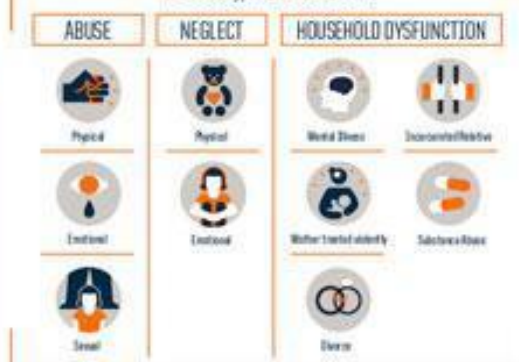 ABUSE NEGLECT HOUSEHOLD DYSFUNCTION
Physical Physical Mental Illness Incarcerated Relative
Emotional Emotional Mother treated violently Substance Abuse
Sexual Divorce